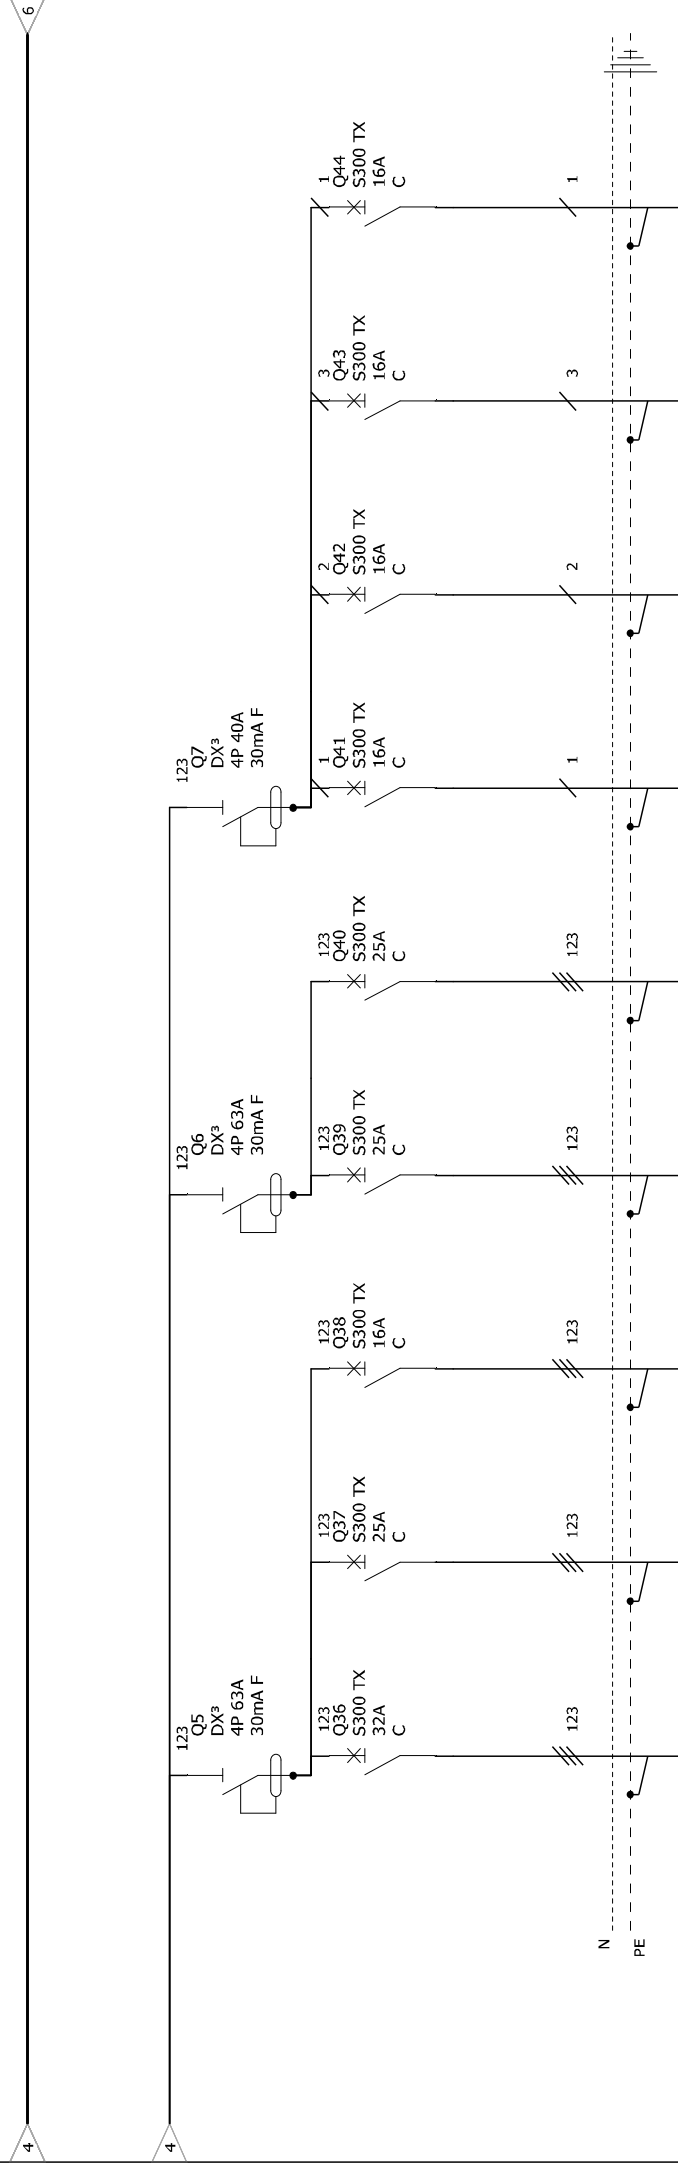 4
6
4
123
Q5
DX³
4P 63A
30mA F
123
Q6
DX³
4P 63A
30mA F
123
Q7
DX³
4P 40A
30mA F
123
Q36
S300 TX
32A
C
123
Q37
S300 TX
25A
C
123
Q38
S300 TX
16A
C
123
Q39
S300 TX
25A
C
123
Q40
S300 TX
25A
C
1
Q41
S300 TX
16A
C
2
Q42
S300 TX
16A
C
3
Q43
S300 TX
16A
C
1
Q44
S300 TX
16A
C
123
123
123
123
123
1
2
3
1
N
PE